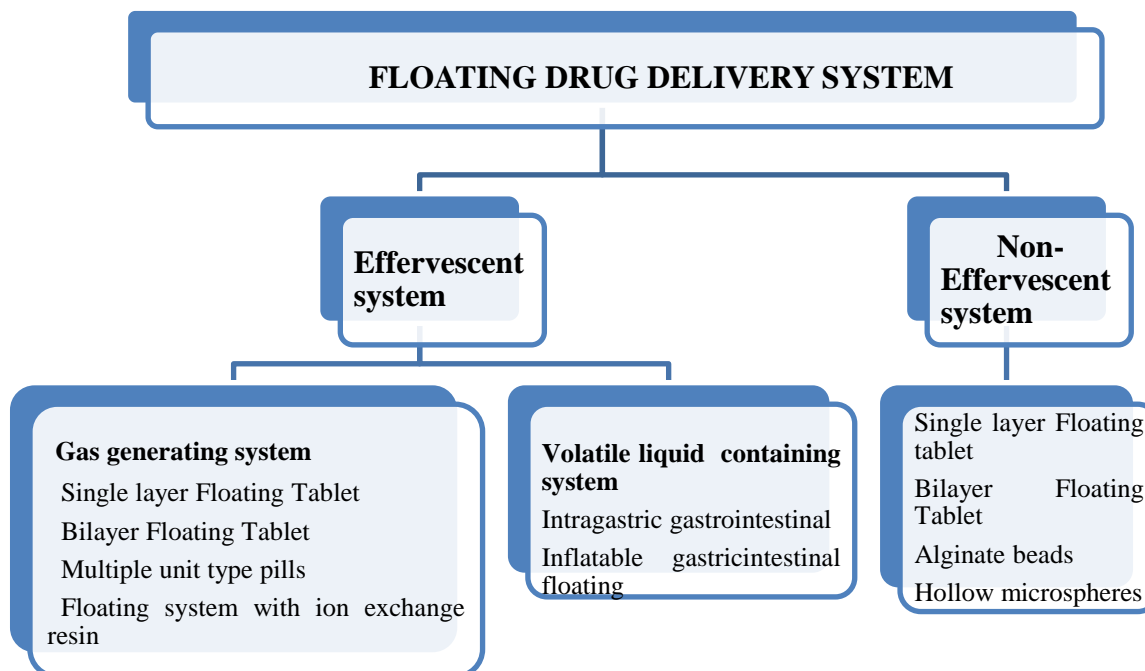 FLOATING DRUG DELIVERY SYSTEM
Effervescent
system
Non-
Effervescent
system
Gas generating system
Single layer Floating Tablet
Bilayer Floating Tablet
Multiple unit type pills
Floating system with ion exchange
resin
Volatile liquid containing
system
Intragastric gastrointestinal
Inflatable gastricintestinal
floating
Single layer Floating
tablet
Bilayer Floating
Tablet
Alginate beads
Hollow microspheres